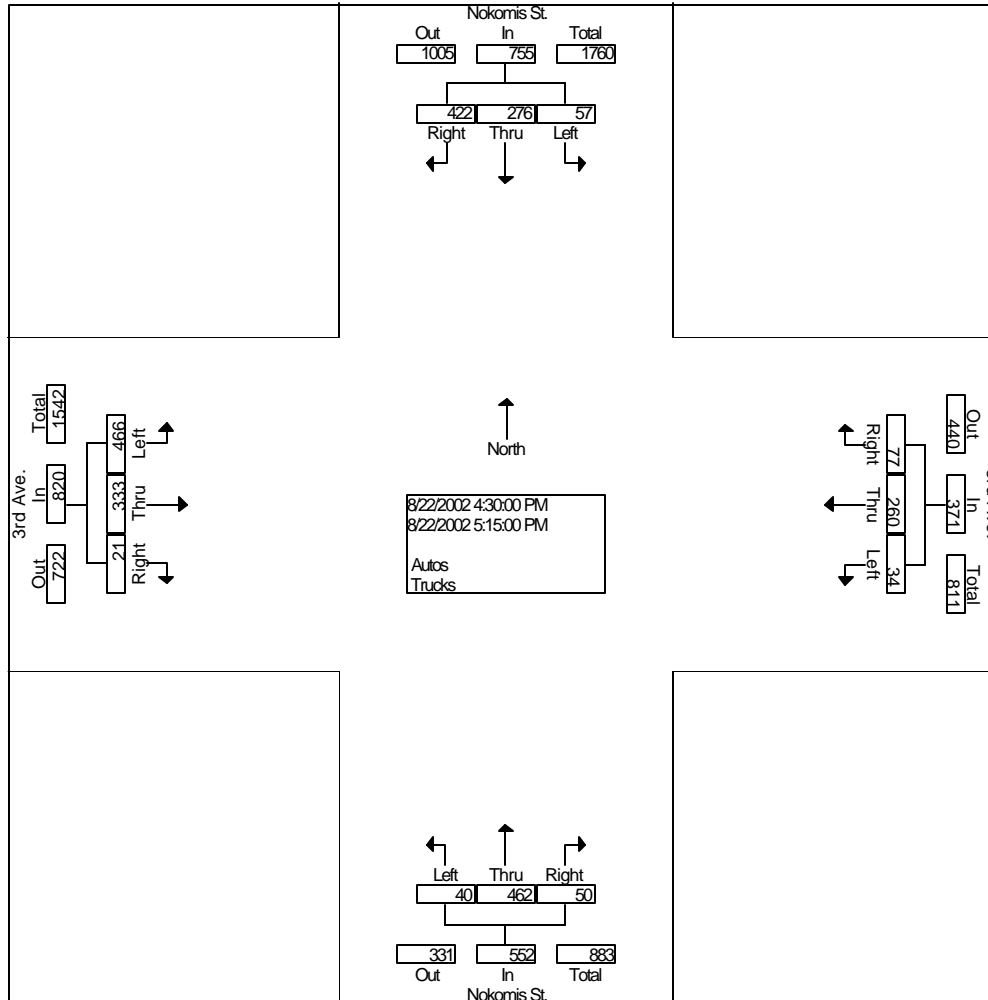 Nokomis St.
Out In Total
1005 755 1760
422 276 57
Right Thru Left
Total 1542
In 820
Out 722
3rd Ave.
466 Left
333 Thru
21 Right
North
8/22/2002 4:30:00 PM
8/22/2002 5:15:00 PM
Autos
Trucks
Right 77
Thru 260
Left 34
Out 440
In 371
Total 811
Left Thru Right
40 462 50
331 552 883
Out In Total
Nokomis St.